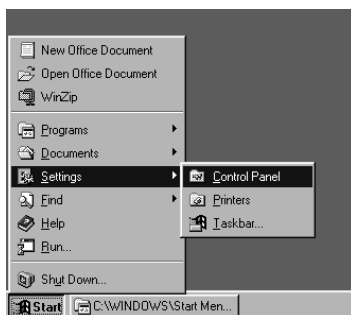 New Office Document
Open Office Document
WinZip
Programs
Documents
Settings
Find
Help
Run...
Shut Down...
Control Panel
Printers
Taskbar...
Start
C:\WINDOWS\Start Men...